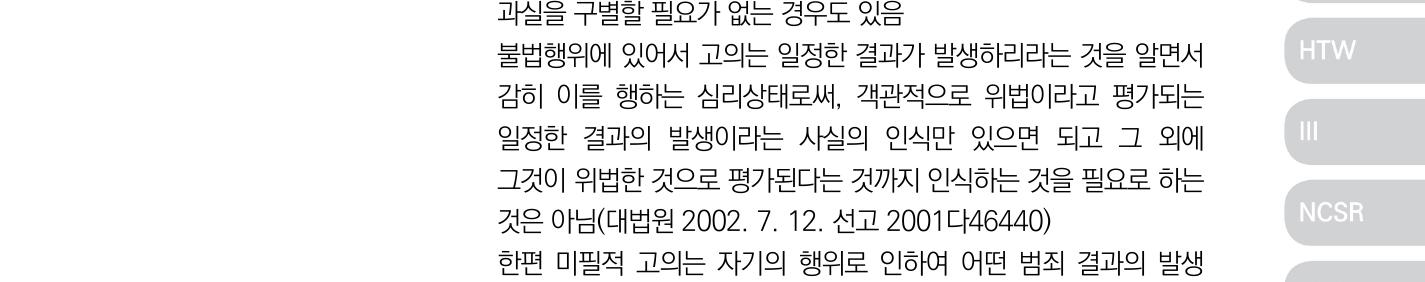 과실을 구별할 필요가 없는 경우도 있음
불법행위에 있어서 고의는 일정한 결과가 발생하리라는 것을 알면서
감히 이를 행하는 심리상태로써, 객관적으로 위법이라고 평가되는
일정한 결과의 발생이라는 사실의 인식만 있으면 되고 그 외에
그것이 위법한 것으로 평가된다는 것까지 인식하는 것을 필요로 하는
것은 아님(대법원 2002. 7. 12. 선고 2001다46440)
한편 미필적 고의는 자기의 행위로 인하여 어떤 범죄 결과의 발생
HTW
III
NCSR